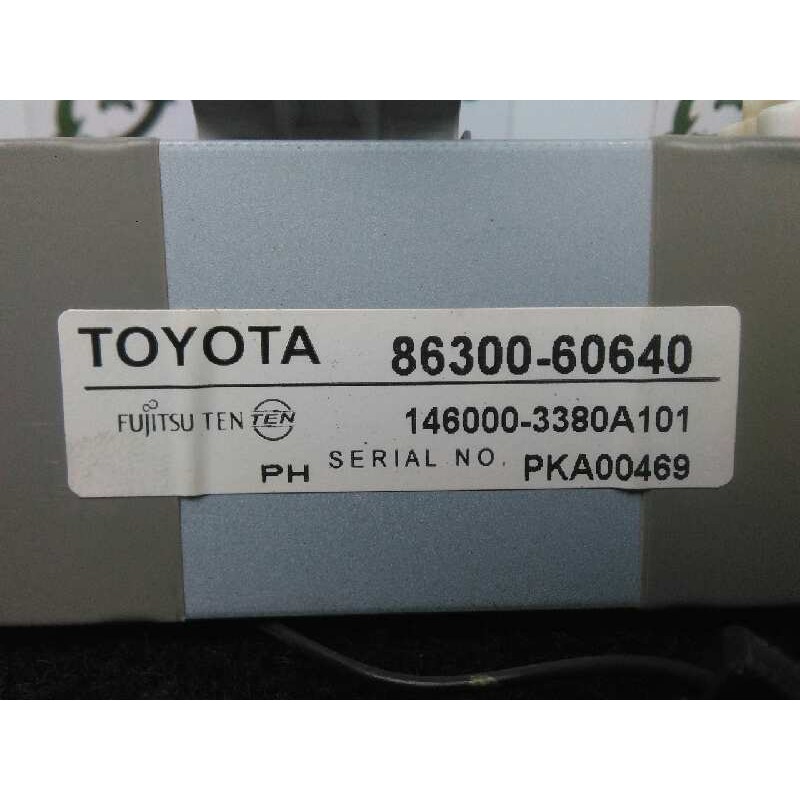 TOYOTA 86300-60640
FUJITSU TEN TEN 146000-3380A101
PH SERIAL NO. PKA00469